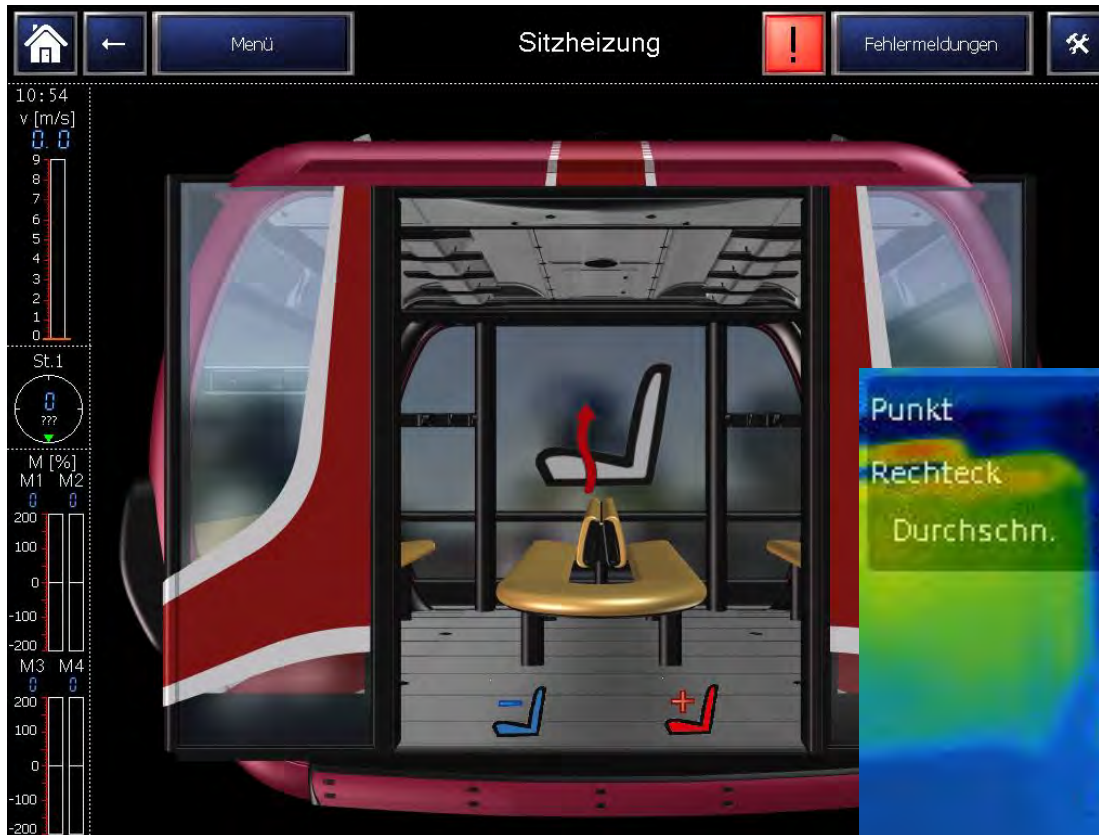 Menü
Sitzheizung
!
Fehlermeldungen
10:54
v [m/s]
0.0
9
8
7
6
5
4
3
2
1
0
St.1
0
???
M [%]
M1 M2
0 0
200
100
0
-100
-200
M3 M4
0 0
200
100
0
-100
-200
- +
Punkt
Rechteck
Durchschn.